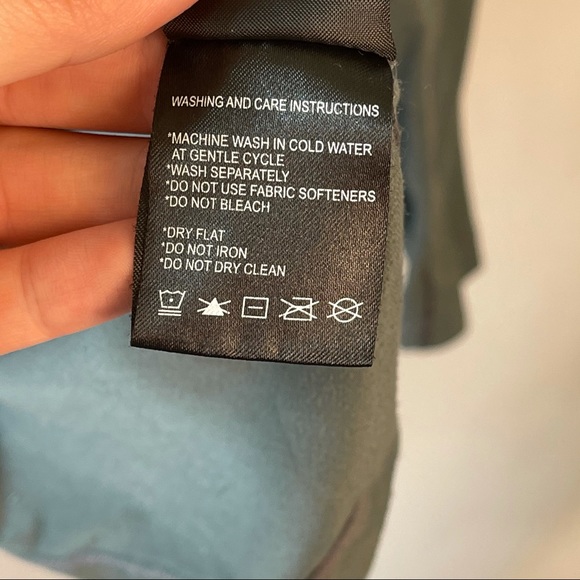 WASHING AND CARE INSTRUCTIONS
*MACHINE WASH IN COLD WATER
AT GENTLE CYCLE
*WASH SEPARATELY
*DO NOT USE FABRIC SOFTENERS
*DO NOT BLEACH
*DRY FLAT
*DO NOT IRON
*DO NOT DRY CLEAN